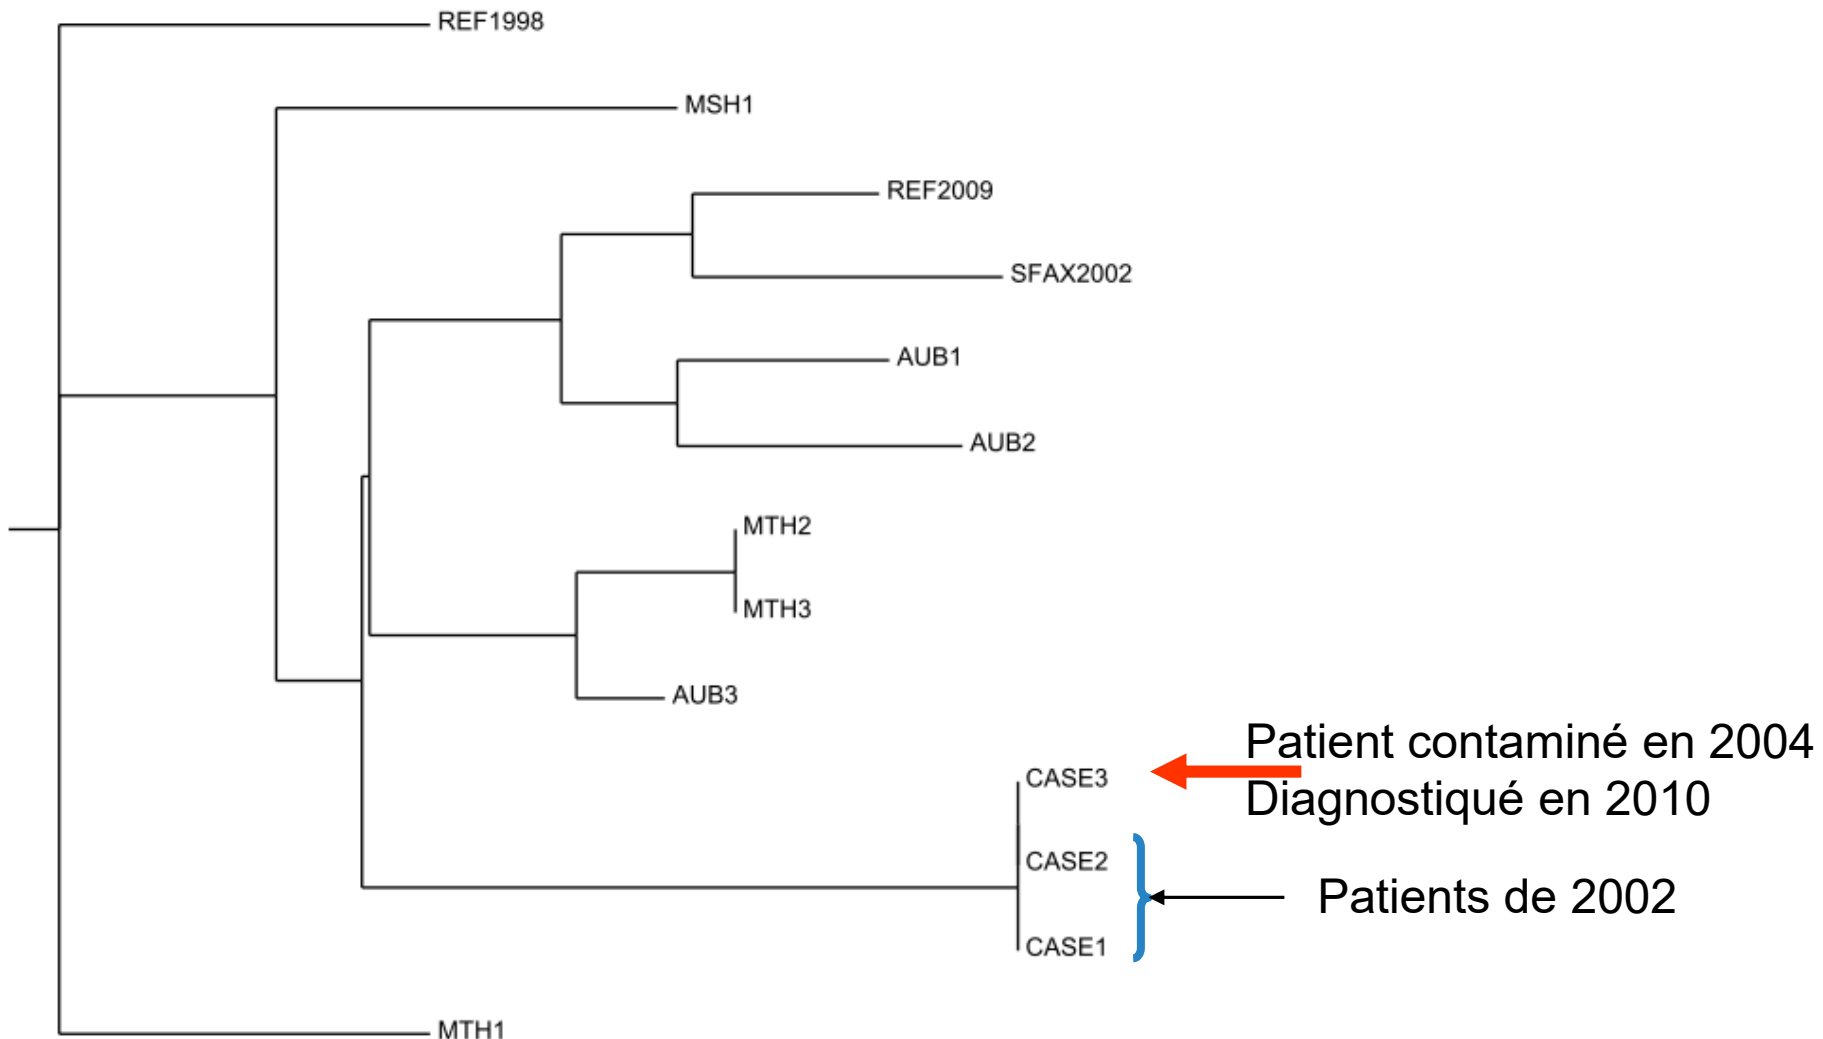 REF1998
MSH1
REF2009
SFAX2002
AUB1
AUB2
MTH2
MTH3
AUB3
CASE3
Patient contaminé en 2004
Diagnostiqué en 2010
CASE2
Patients de 2002
CASE1
MTH1